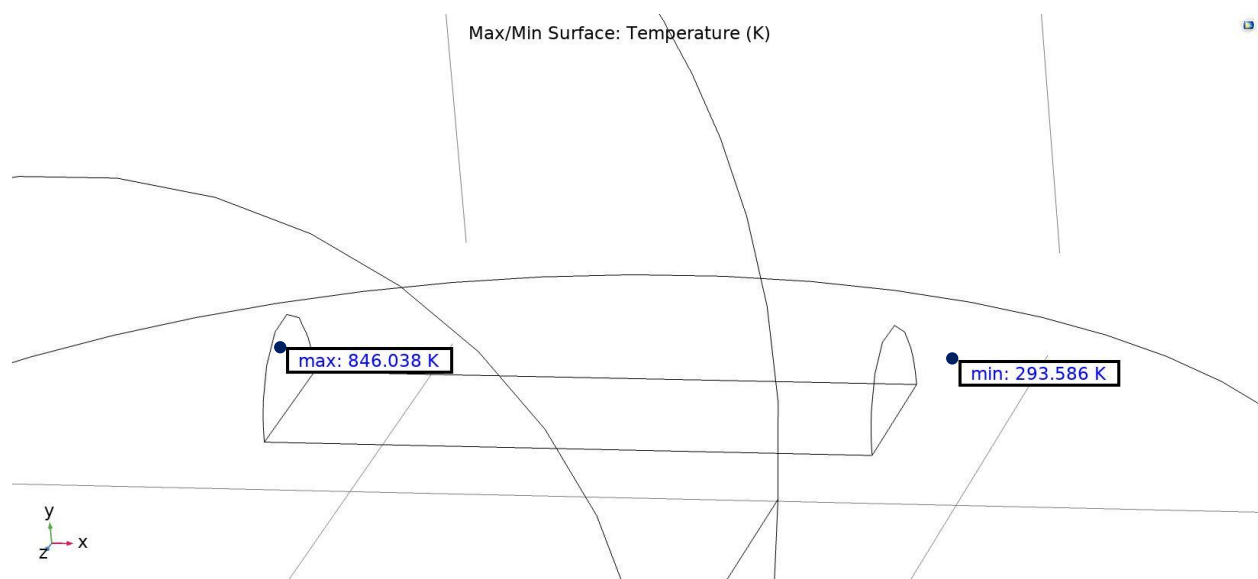 Max/Min Surface: Temperature (K)
max: 846.038 K
min: 293.586 K
y
z
x